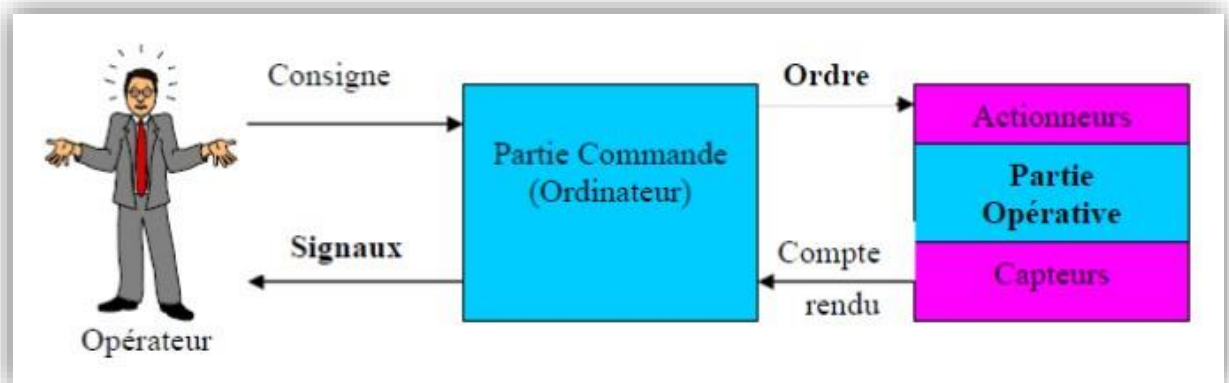 Consigne
Ordre
Actionneurs
Partie Commande
(Ordinateur)
Partie
Opérative
Signaux
Compte
rendu
Capteurs
Opérateur